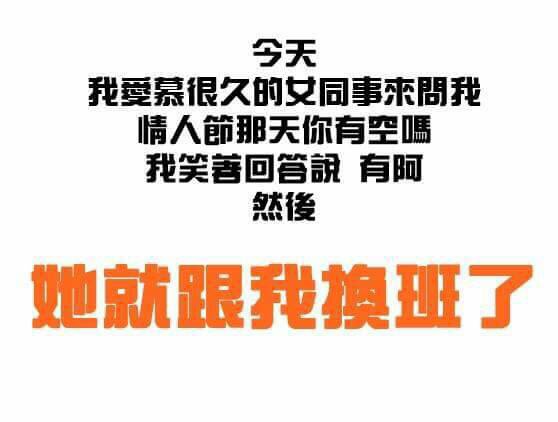 今天
我愛慕很久的女同事來問我
情人節那天你有空嗎
我笑著回答說 有阿
然後
她就跟我換班了